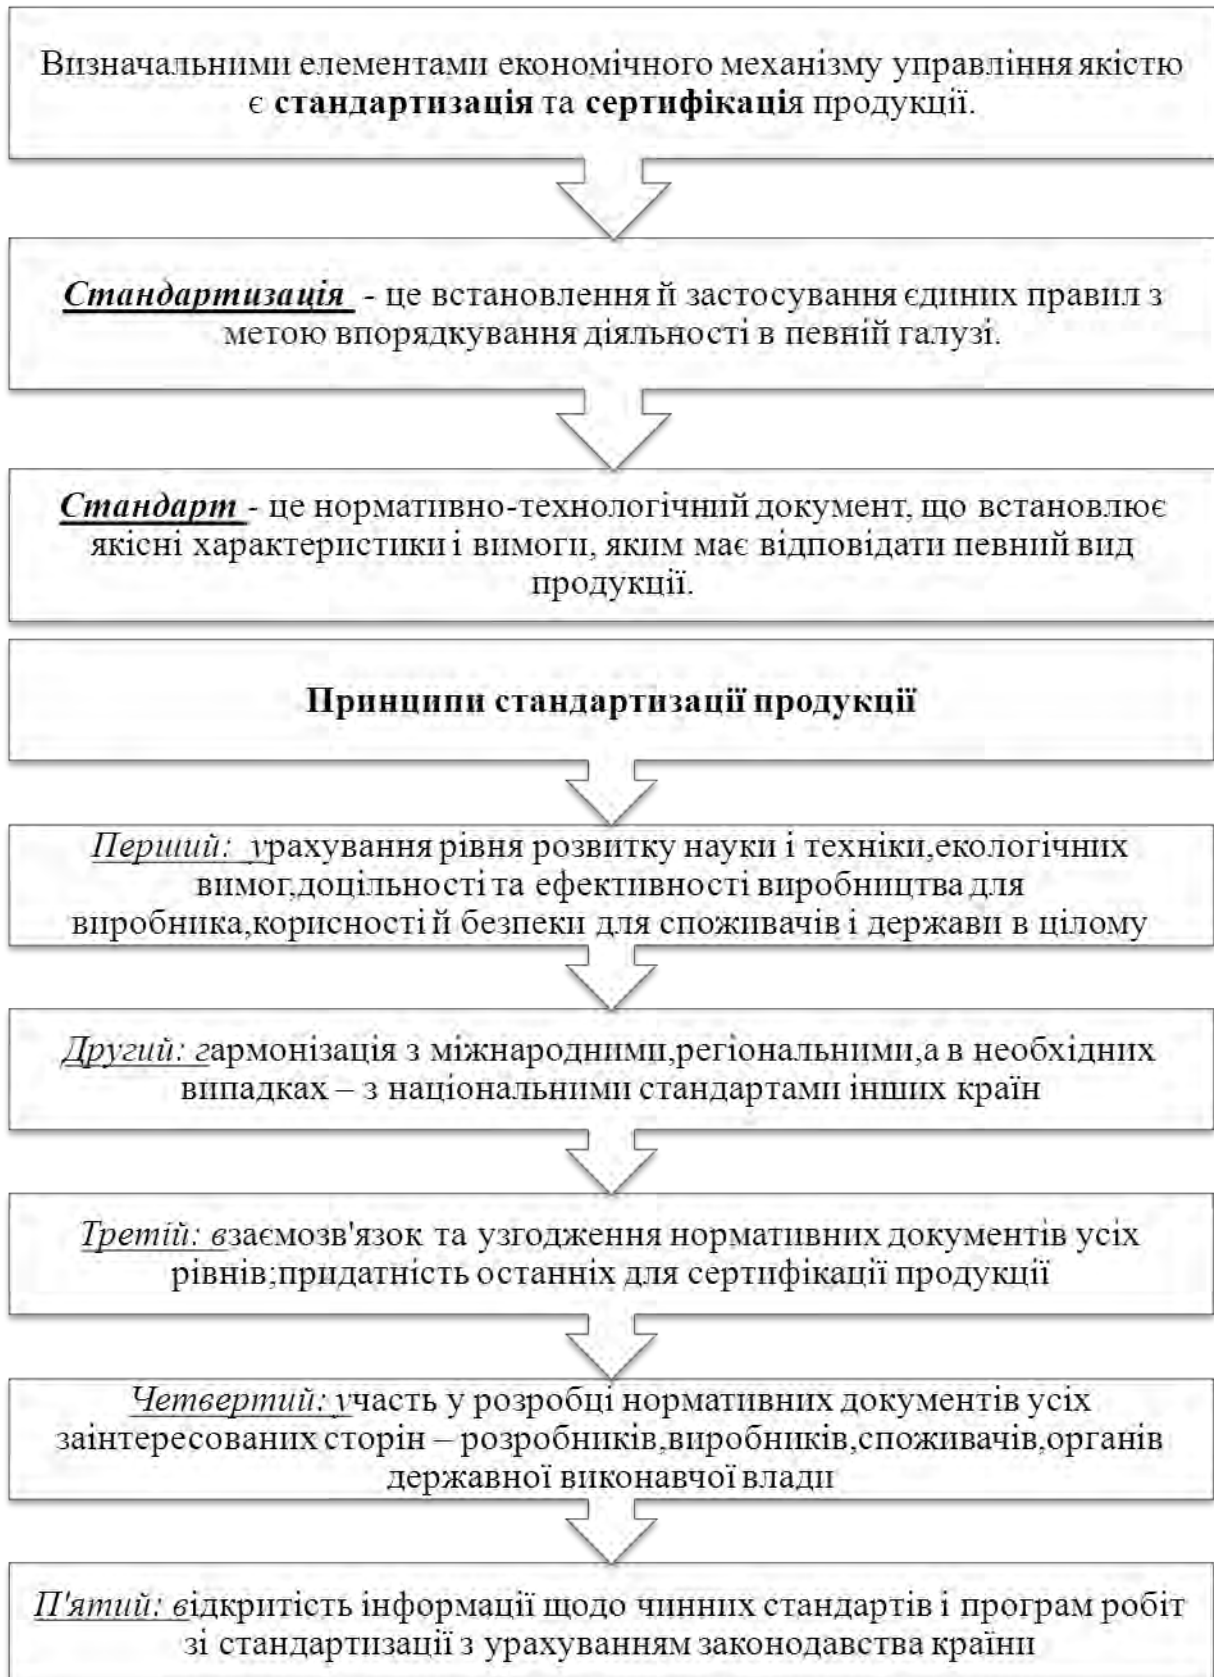 Визначальними елементами економічного механізму управління якістю
є стандартизація та сертифікація продукції.
Стандартизація - це встановлення й застосування єдиних правил з
метою впорядкування діяльності в певній галузі.
Стандарт - це нормативно-технологічний документ, що встановлює
якісні характеристики і вимоги, яким має відповідати певний вид
продукції.
Принципи стандартизації продукції
Перший: урахування рівня розвитку науки і техніки,екологічних
вимог,доцільності та ефективності виробництва для
виробника,корисності й безпеки для споживачів і держави в цілому
Другий: гармонізація з міжнародними,регіональними,а в необхідних
випадках – з національними стандартами інших країн
Третій: взаємозв'язок та узгодження нормативних документів усіх
рівнів;придатність останніх для сертифікації продукції
Четвертий: участь у розробці нормативних документів усіх
заінтересованих сторін – розробників,виробників,споживачів,органів
державної виконавчої влади
П'ятий: відкритість інформації щодо чинних стандартів і програм робіт
зі стандартизації з урахуванням законодавства країни